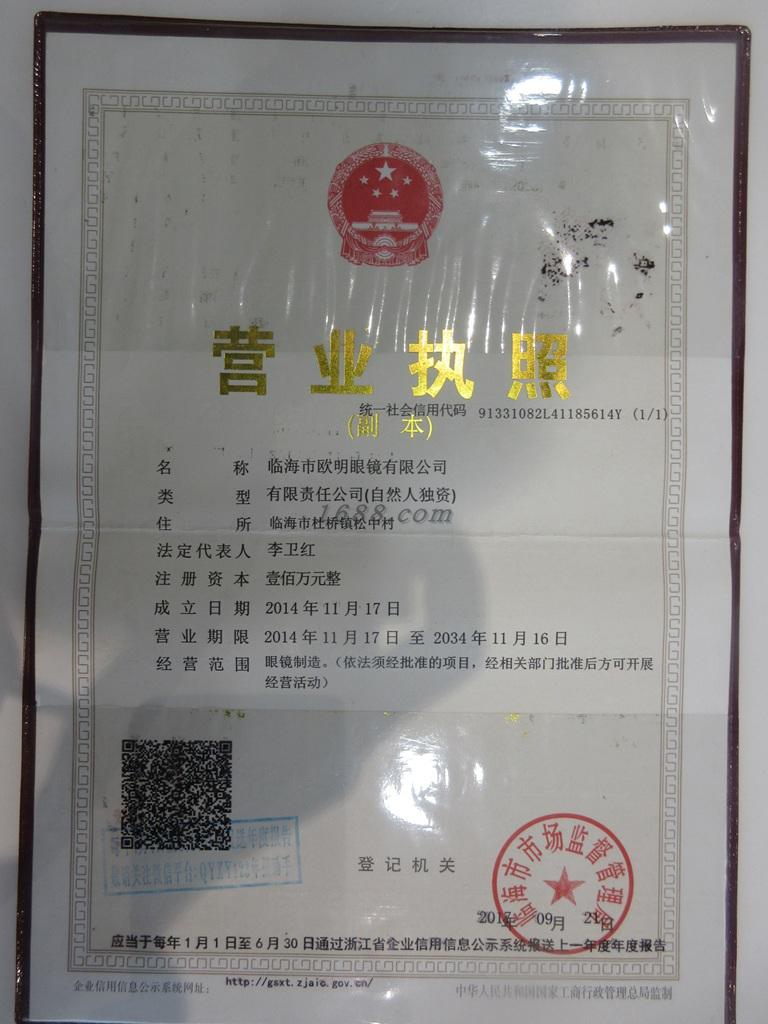 营业执照
统一社会信用代码 91331082L41185614Y (1/1)
(副 本)
名称 临海市欧明眼镜有限公司
类型 有限责任公司(自然人独资)
1688.com
住所 临海市杜桥镇松中村
法定代表人 李卫红
注册资本 壹佰万元整
成立日期 2014年11月17日
营业期限 2014年11月17日 至 2034年11月16日
经营范围 眼镜制造。(依法须经批准的项目，经相关部门批准后方可开展
经营活动)
登记机关
临海市市场监督管理局
2017年 09月 21日
应当于每年1月1日至6月30日通过浙江省企业信用信息公示系统报送上一年度年度报告
企业信用信息公示系统网址： http://gsxt.zjaic.gov.cn/
中华人民共和国国家工商行政管理总局监制